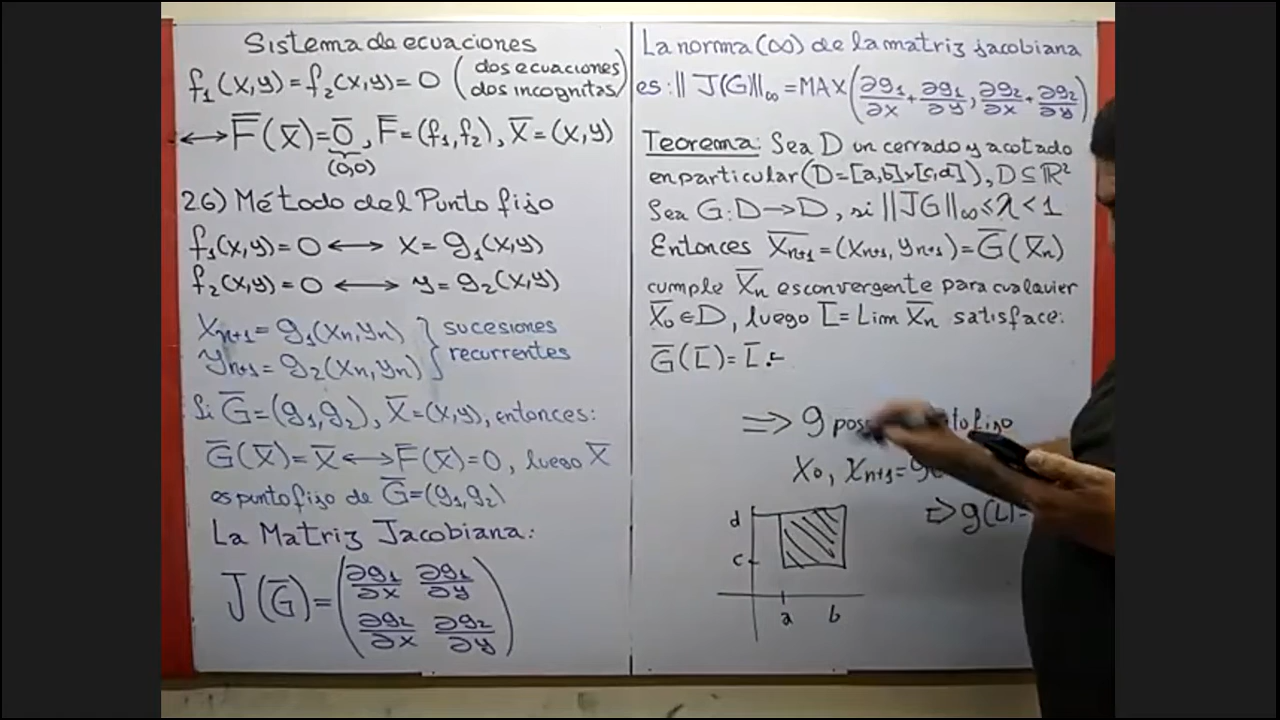 Sistema de ecuaciones
f₁(x,y)=f₂(x,y)=0 (dos ecuaciones
dos incognitas)
↔ F̅(x̅)=0̅, F̅=(f₁,f₂), x̅=(x,y)
(0,0)
26) Método del Punto fijo
f₁(x,y)=0 ↔ x=g₁(x,y)
f₂(x,y)=0 ↔ y=g₂(x,y)
Xₙ₊₁=g₁(xₙ,yₙ) } sucesiones
yₙ₊₁=g₂(xₙ,yₙ) } recurrentes
Si G̅=(g₁,g₂), x̅=(x,y), entonces:
G̅(x̅)=x̅ ↔ F̅(x̅)=0, luego x̅
es punto fijo de G̅=(g₁,g₂)
La Matriz Jacobiana:
J(G̅)=(∂g₁/∂x ∂g₁/∂y
∂g₂/∂x ∂g₂/∂y)
La norma (∞) de la matriz jacobiana
es: ||J(G)||∞=MAX(∂g₁/∂x+∂g₁/∂y, ∂g₂/∂x+∂g₂/∂y)
Teorema: Sea D un cerrado y acotado
en particular (D=[a,b]x[c,d]), D⊆ℝ²
Sea G:D→D, si ||JG||∞≤λ<1
Entonces X̅ₙ₊₁=(xₙ₊₁,yₙ₊₁)=G̅(x̅ₙ)
cumple x̅ₙ es convergente para cualquier
x̅₀∈D, luego L̅=Lim x̅ₙ satisface:
G̅(L̅)=L̅.
⇒ g
x₀, xₙ₊₁=g
⇒ g(L)=
d
c
a b